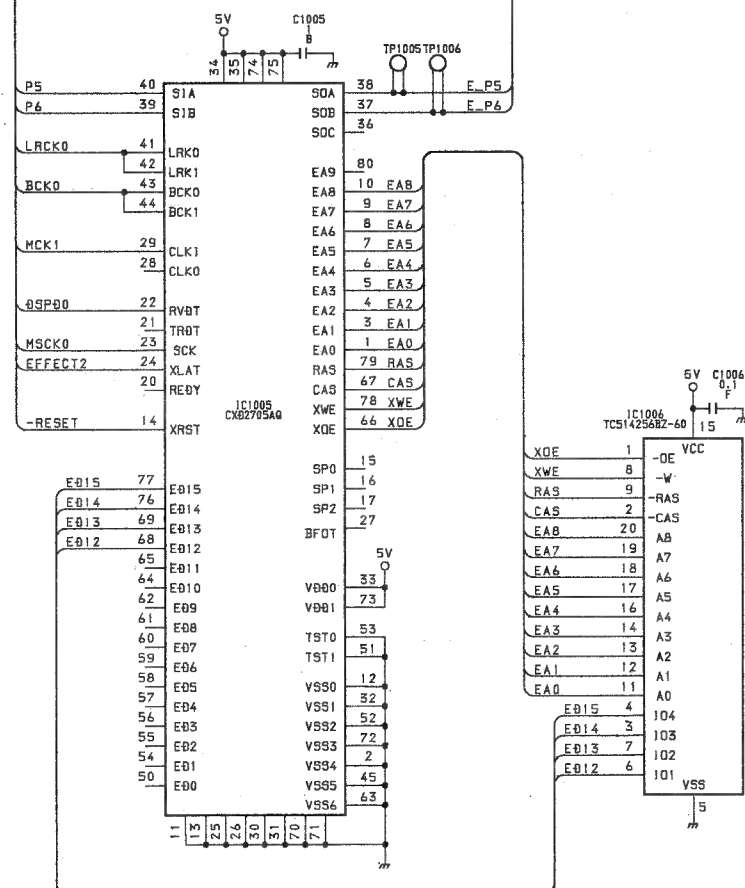 5V
C1005
1
B
34 35 74 75
TP1005 TP1006
P5 40 SIA SOA 38 E_P5
P6 39 SIB SOB 37 E_P6
SOC 36
LRCK0 41 LRK0
42 LRK1 EA9 80
BCK0 43 BCK0 EA8 10 EA8
44 BCK1 EA7 9 EA7
EA6 8 EA6
MCK1 29 CLKI EA5 7 EA5
28 CLKO EA4 6 EA4
EA3 5 EA3
DSPD0 22 RVDT EA2 4 EA2
21 TRDT EA1 3 EA1
MSCK0 23 SCK EA0 1 EA0
EFFECT2 24 XLAT RAS 79 RAS
20 REDY CAS 67 CAS
IC1005
CXD2705AQ
XWE 78 XWE
-RESET 14 XRST XOE 66 XOE
SP0 15
ED15 77 ED15 SP1 16
ED14 76 ED14 SP2 17
ED13 69 ED13 BFOT 27
ED12 68 ED12
65 ED11
5V
64 ED10 VDD0 33
62 ED9 VDD1 73
61 ED8
60 ED7 TST0 53
59 ED6 TST1 51
58 ED5 VSS0 12
57 ED4 VSS1 32
56 ED3 VSS2 52
55 ED2 VSS3 72
54 ED1 VSS4 2
50 ED0 VSS5 45
VSS6 63
11 13 25 26 30 31 70 71
5V
C1006
0.1
F
IC1006
TC514256BZ-60
15
VCC
XOE 1 -OE
XWE 8 -W
RAS 9 -RAS
CAS 2 -CAS
EA8 20 A8
EA7 19 A7
EA6 18 A6
EA5 17 A5
EA4 16 A4
EA3 14 A3
EA2 13 A2
EA1 12 A1
EA0 11 A0
ED15 4 IO4
ED14 3 IO3
ED13 7 IO2
ED12 6 IO1
VSS
5